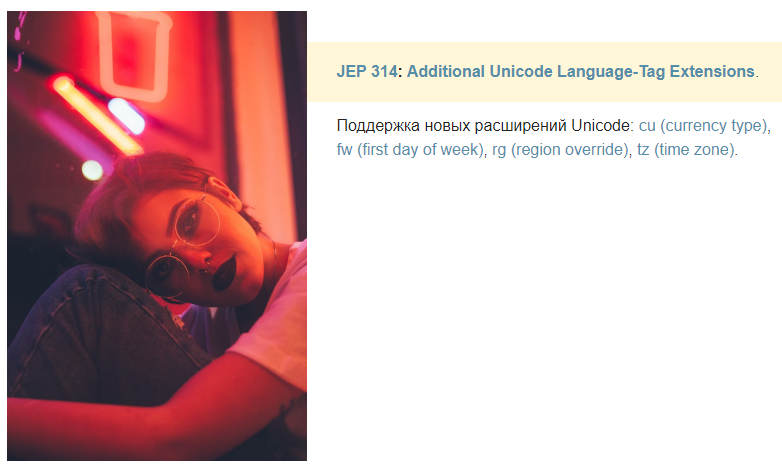 JEP 314: Additional Unicode Language-Tag Extensions.
Поддержка новых расширений Unicode: cu (currency type),
fw (first day of week), rg (region override), tz (time zone).